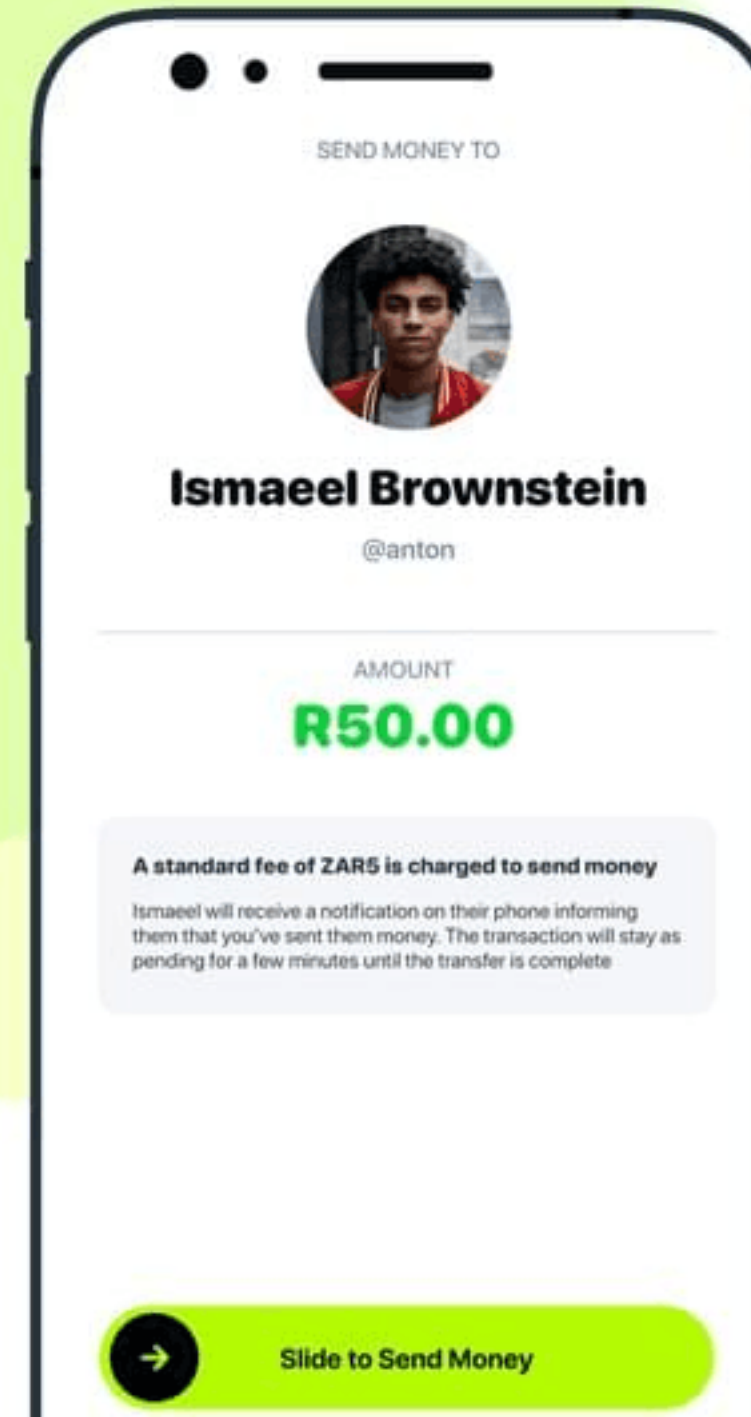 SEND MONEY TO
Ismaeel Brownstein
@anton
AMOUNT
R50.00
A standard fee of ZAR5 is charged to send money
Ismaeel will receive a notification on their phone informing
them that you've sent them money. The transaction will stay as
pending for a few minutes until the transfer is complete
Slide to Send Money